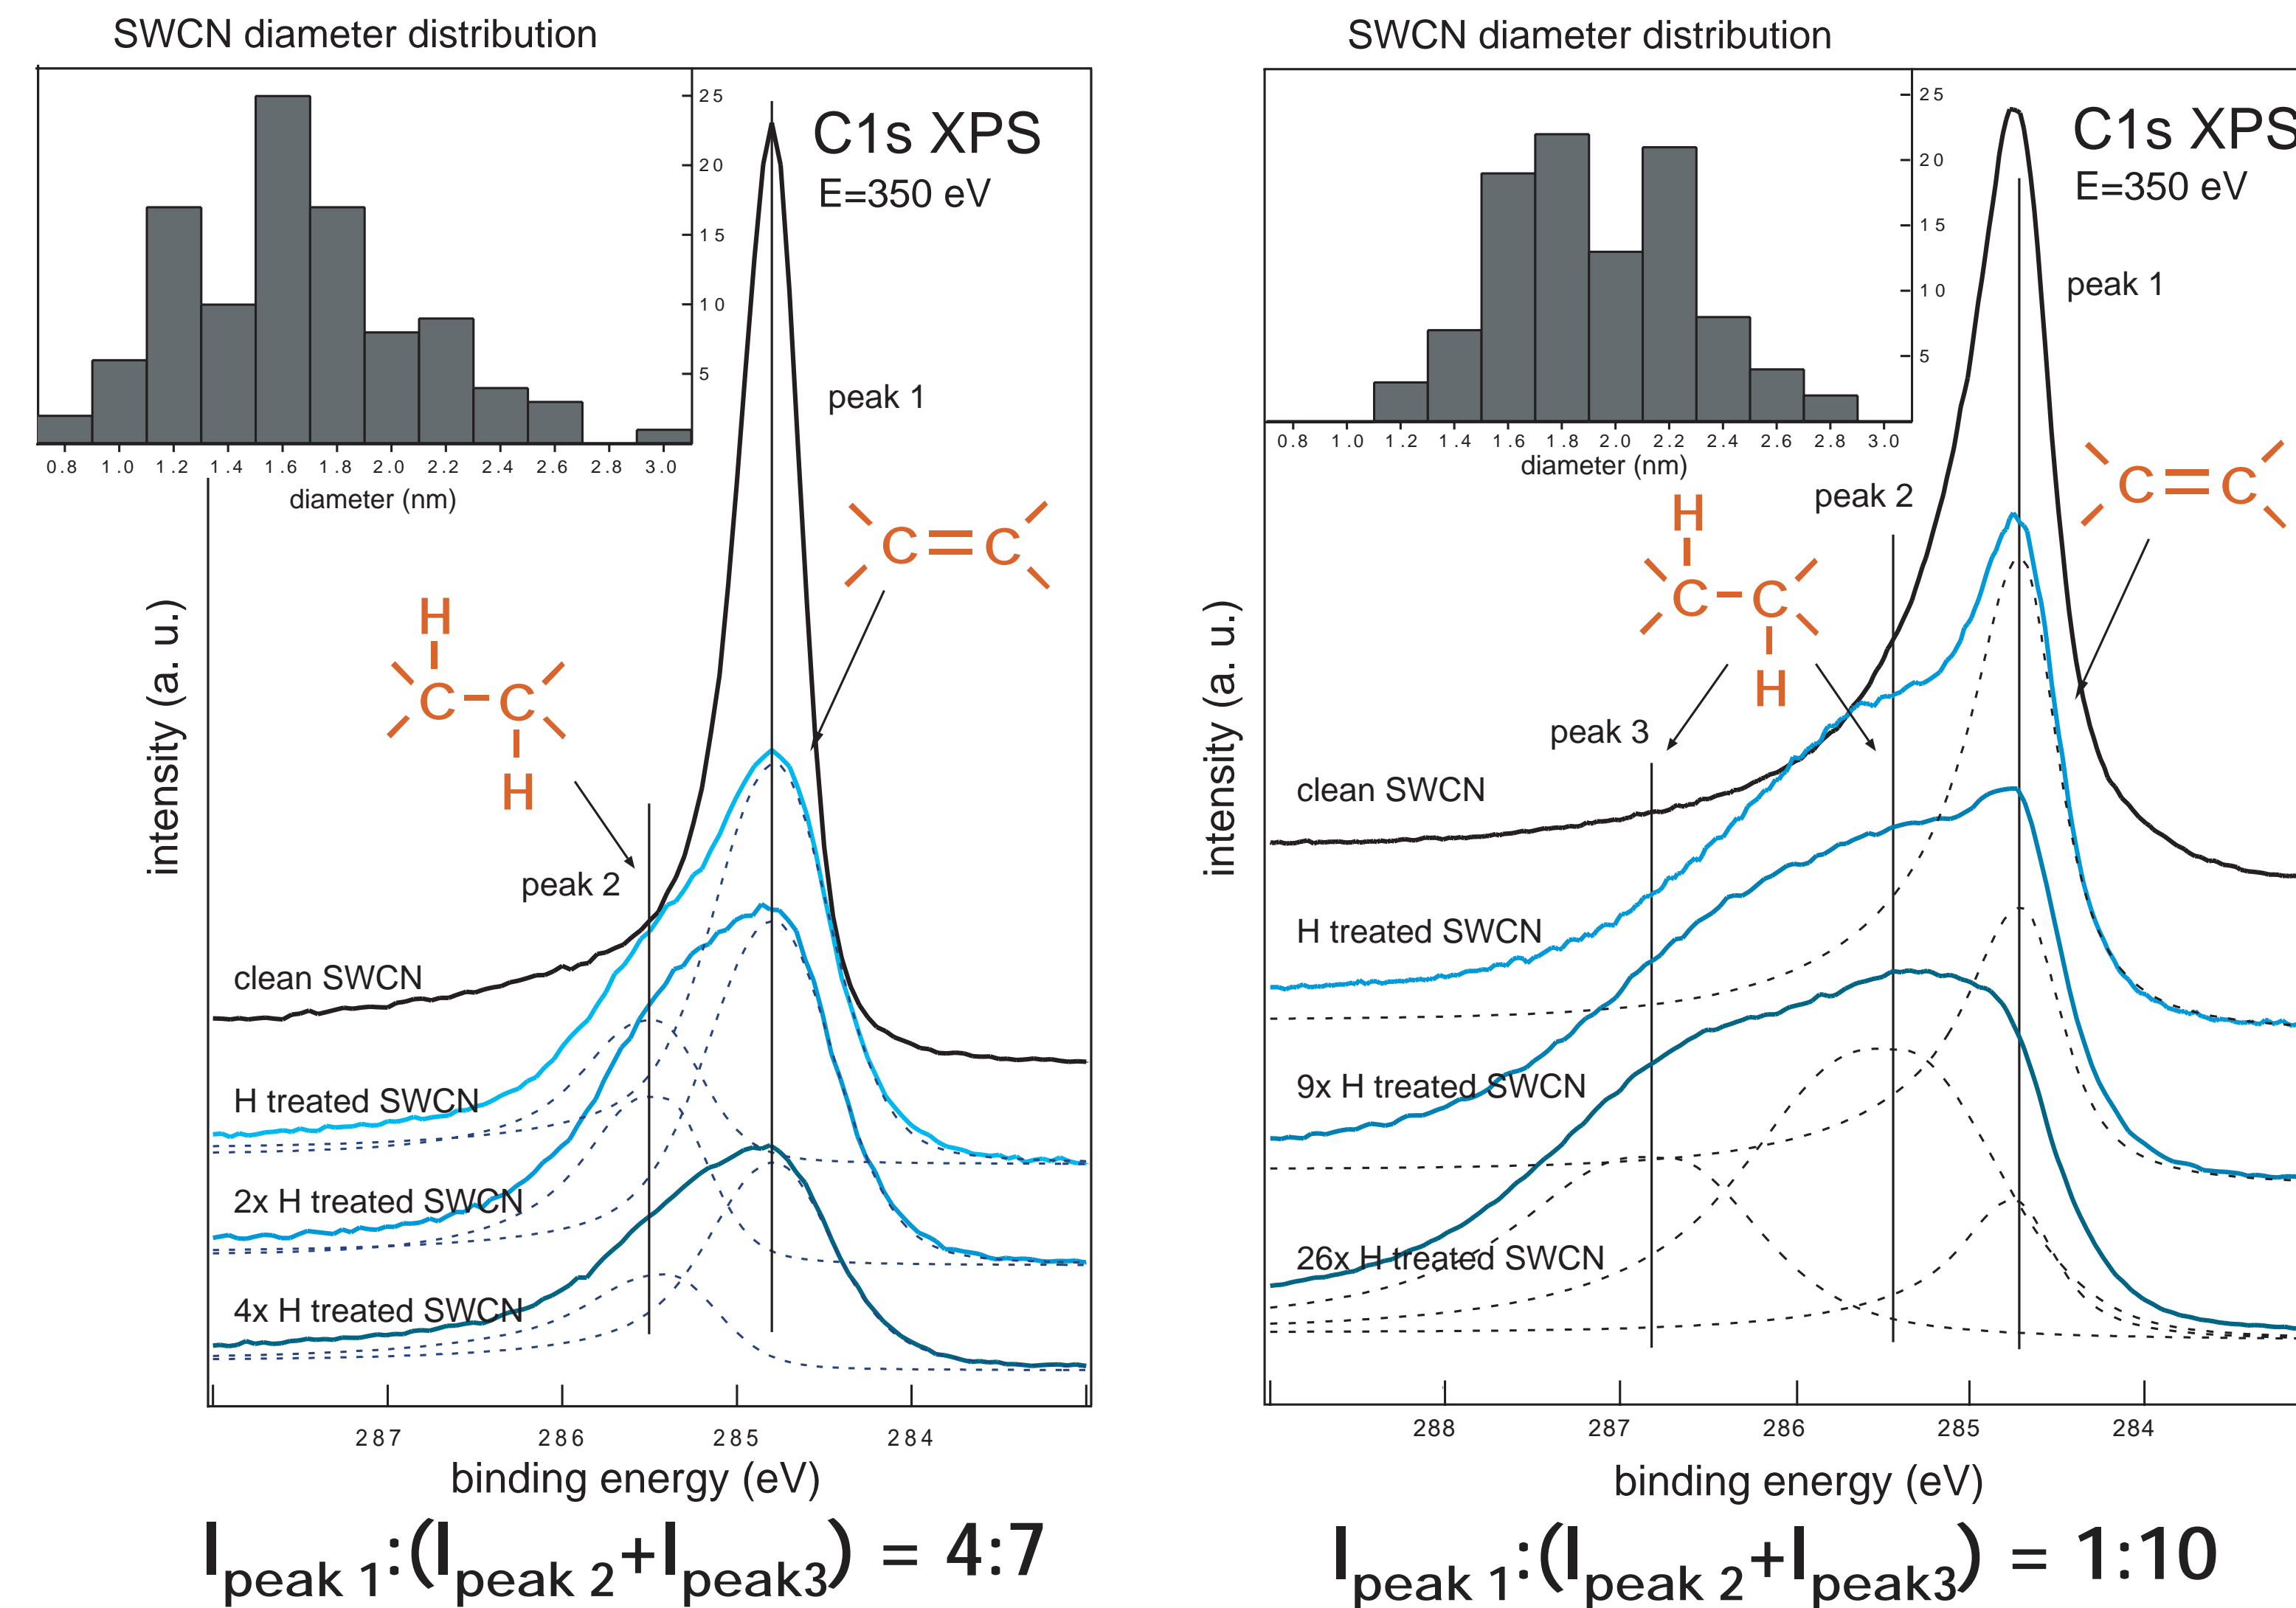 SWCN diameter distribution
25
20
15
10
5
0.8 1.0 1.2 1.4 1.6 1.8 2.0 2.2 2.4 2.6 2.8 3.0
diameter (nm)
C1s XPS
E=350 eV
peak 1
C=C
H
C-C
H
peak 2
intensity (a. u.)
clean SWCN
H treated SWCN
2x H treated SWCN
4x H treated SWCN
287 286 285 284
binding energy (eV)
Ipeak 1:(Ipeak 2+Ipeak3) = 4:7
SWCN diameter distribution
25
20
15
10
5
0.8 1.0 1.2 1.4 1.6 1.8 2.0 2.2 2.4 2.6 2.8 3.0
diameter (nm)
C1s XPS
E=350 eV
peak 1
peak 2
C=C
H
C-C
H
peak 3
intensity (a. u.)
clean SWCN
H treated SWCN
9x H treated SWCN
26x H treated SWCN
288 287 286 285 284
binding energy (eV)
Ipeak 1:(Ipeak 2+Ipeak3) = 1:10